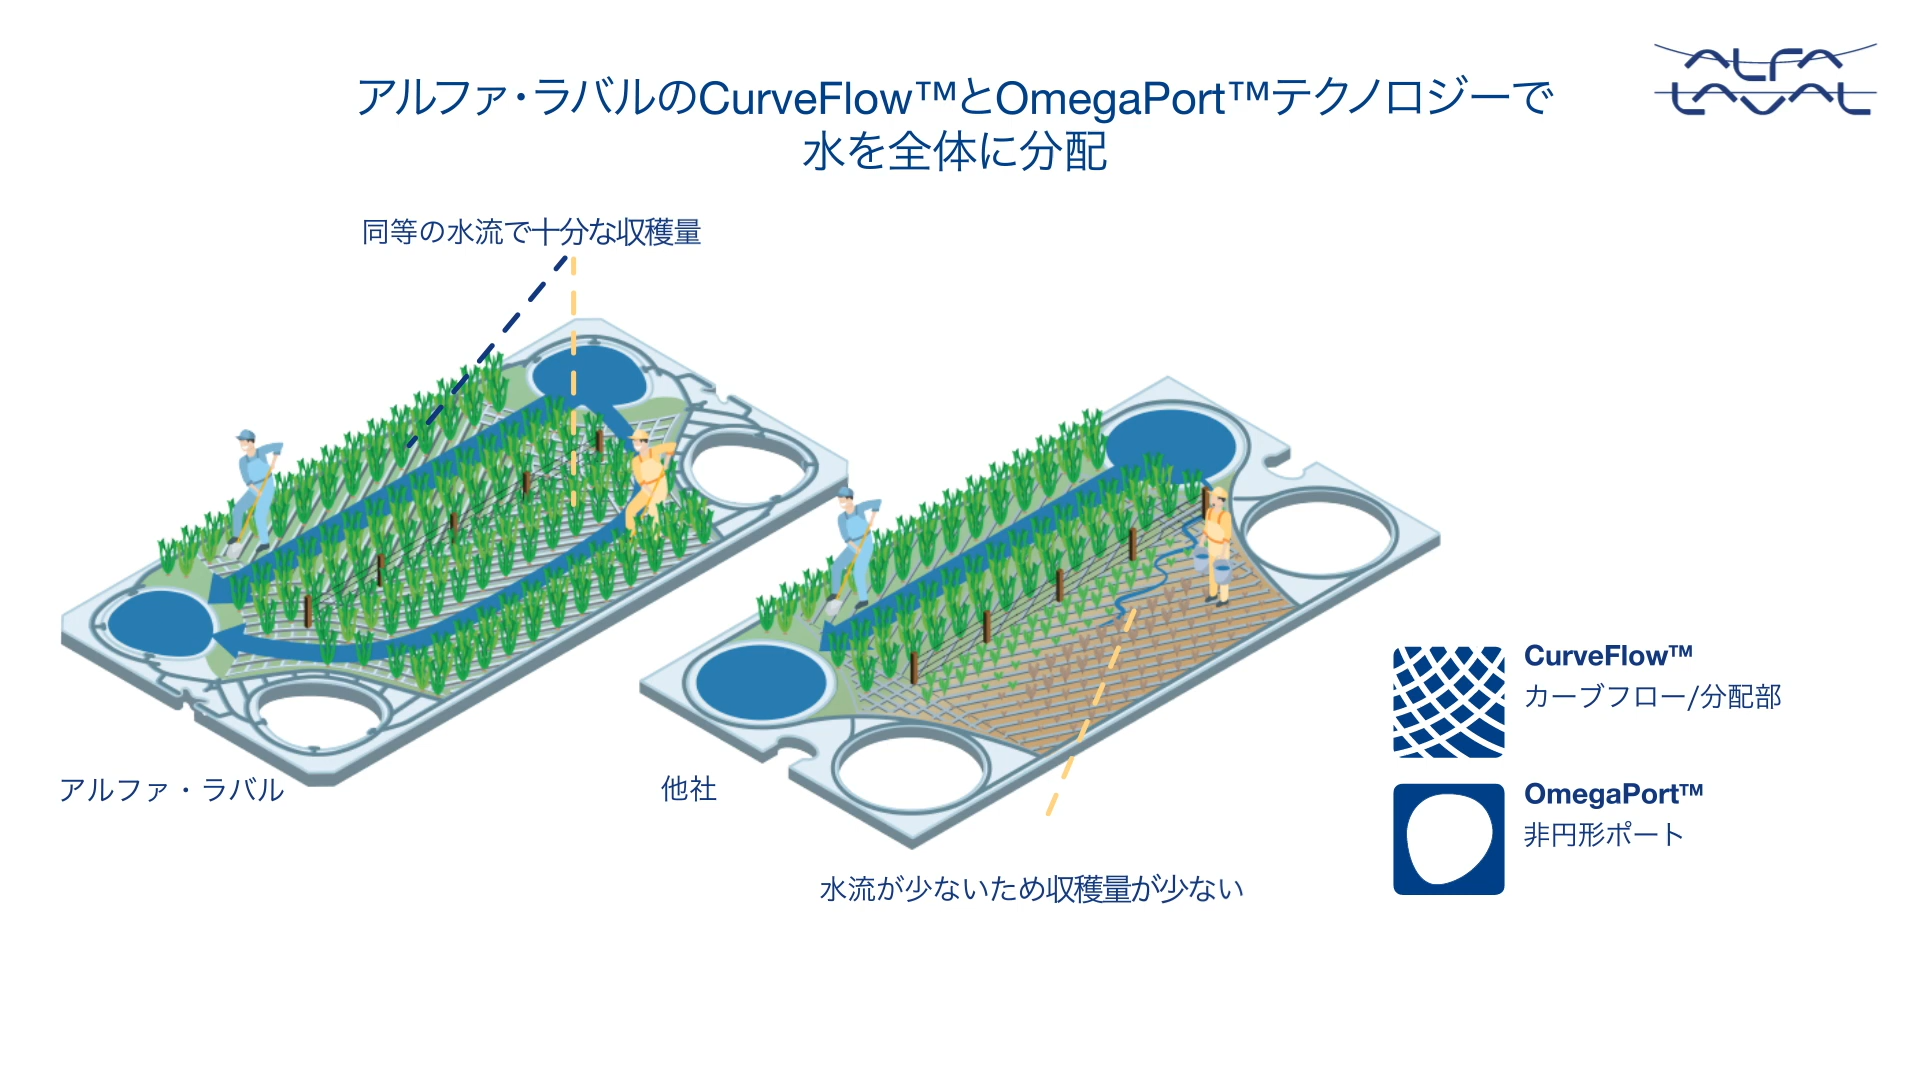 アルファ・ラバルのCurveFlow™とOmegaPort™テクノロジーで
水を全体に分配
ALFA
LAVAL
同等の水流で十分な収穫量
アルファ・ラバル
他社
水流が少ないため収穫量が少ない
CurveFlow™
カーブフロー/分配部
OmegaPort™
非円形ポート